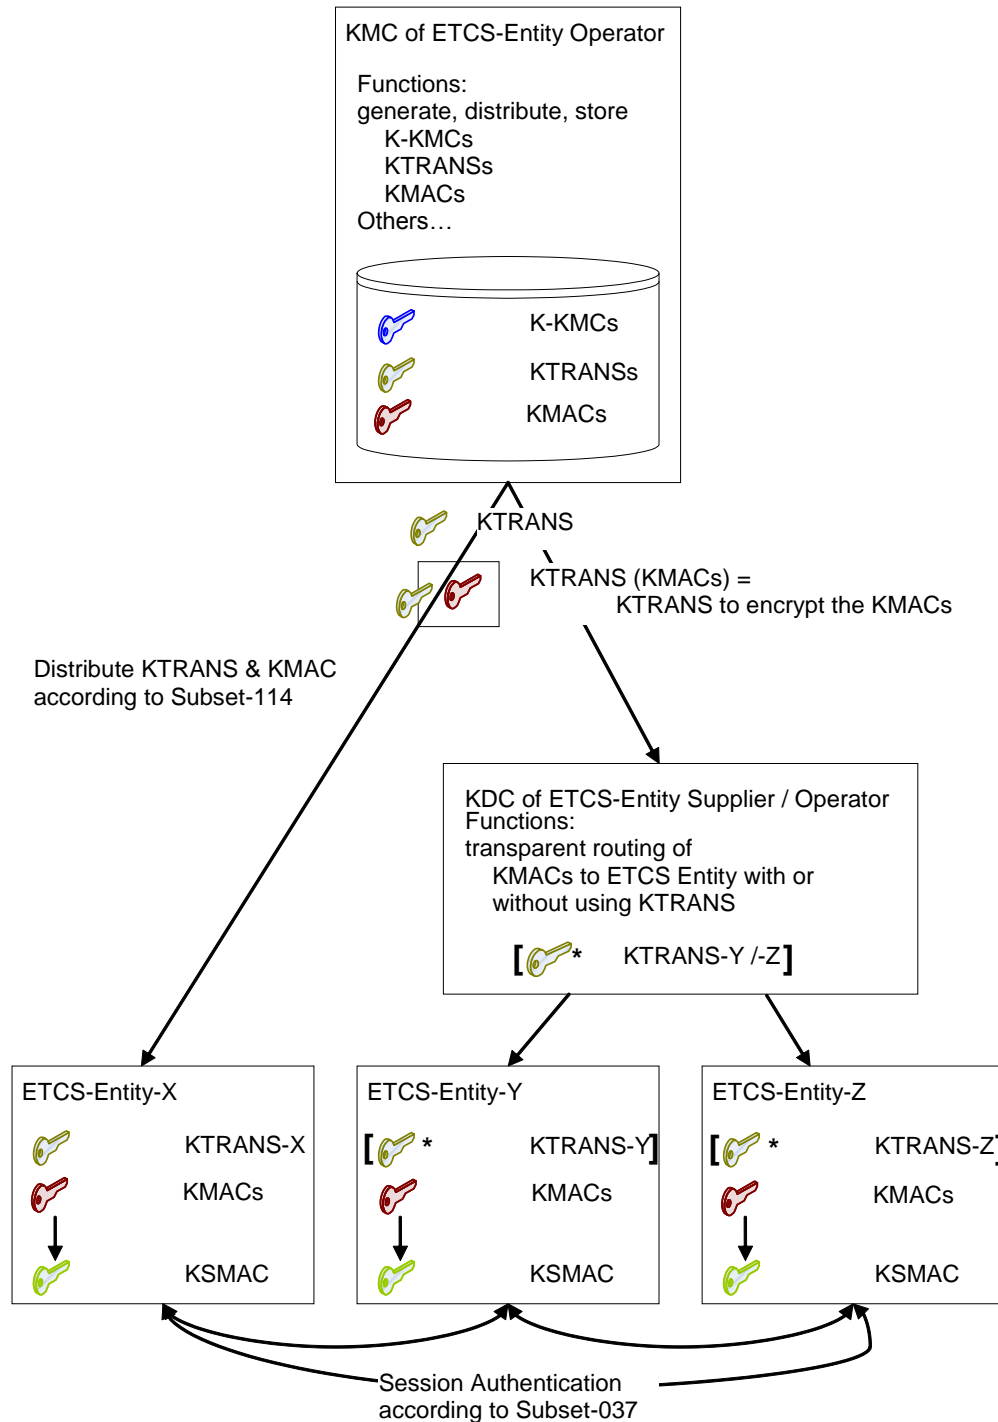 KMC of ETCS-Entity Operator
Functions:
generate, distribute, store
K-KMCs
KTRANSs
KMACs
Others…
K-KMCs
KTRANSs
KMACs
KTRANS
KTRANS (KMACs) =
KTRANS to encrypt the KMACs
Distribute KTRANS & KMAC
according to Subset-114
KDC of ETCS-Entity Supplier / Operator
Functions:
transparent routing of
KMACs to ETCS Entity with or
without using KTRANS
[ * KTRANS-Y /-Z ]
ETCS-Entity-X
KTRANS-X
KMACs
KSMAC
ETCS-Entity-Y
[ * KTRANS-Y ]
KMACs
KSMAC
ETCS-Entity-Z
[ * KTRANS-Z ]
KMACs
KSMAC
Session Authentication
according to Subset-037